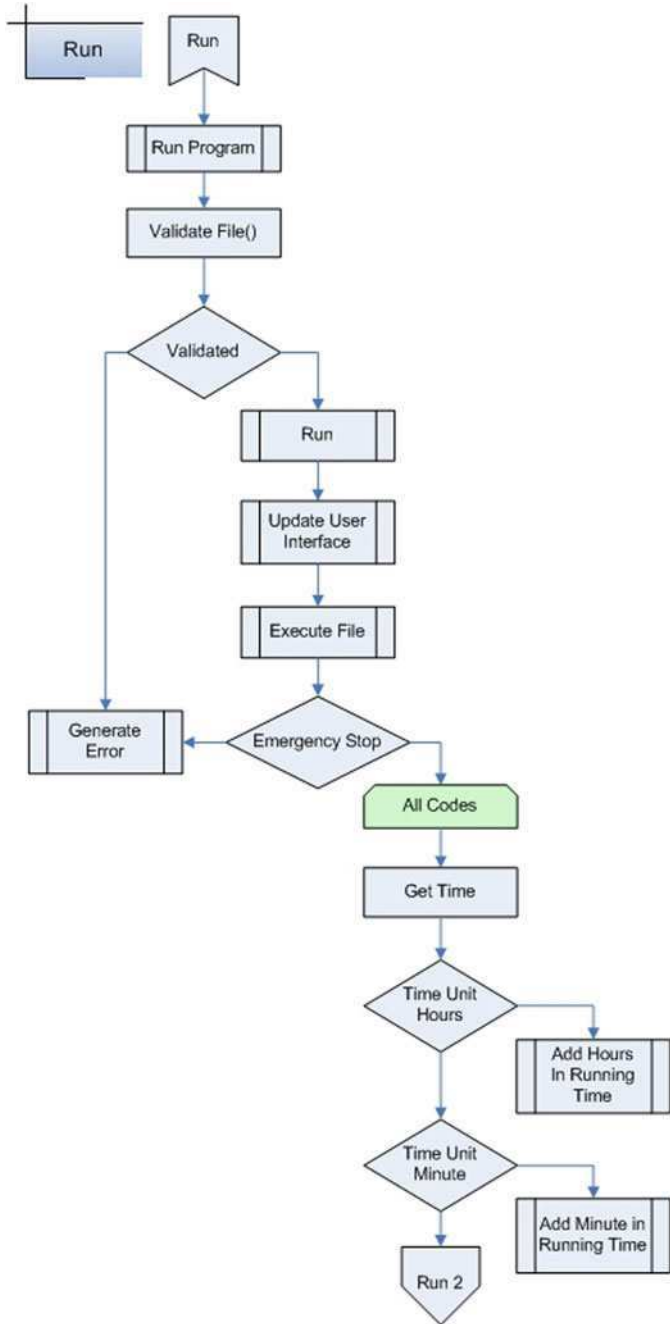 Run
Run
Run Program
Validate File()
Validated
Run
Update User
Interface
Execute File
Emergency Stop
Generate
Error
All Codes
Get Time
Time Unit
Hours
Add Hours
In Running
Time
Time Unit
Minute
Add Minute in
Running Time
Run 2